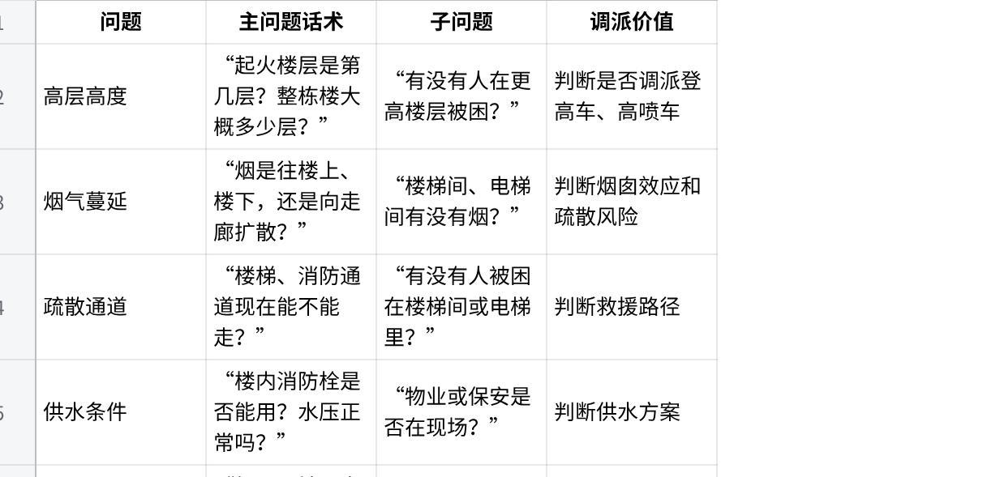 问题 主问题话术 子问题 调派价值
高层高度
“起火楼层是第
几层？整栋楼大
概多少层？”
“有没有人在更
高楼层被困？”
判断是否调派登
高车、高喷车
烟气蔓延
“烟是往楼上、
楼下，还是向走
廊扩散？”
“楼梯间、电梯
间有没有烟？”
判断烟囱效应和
疏散风险
疏散通道
“楼梯、消防通
道现在能不能
走？”
“有没有人被困
在楼梯间或电梯
里？”
判断救援路径
供水条件
“楼内消防栓是
否能用？水压正
常吗？”
“物业或保安是
否在现场？”
判断供水方案